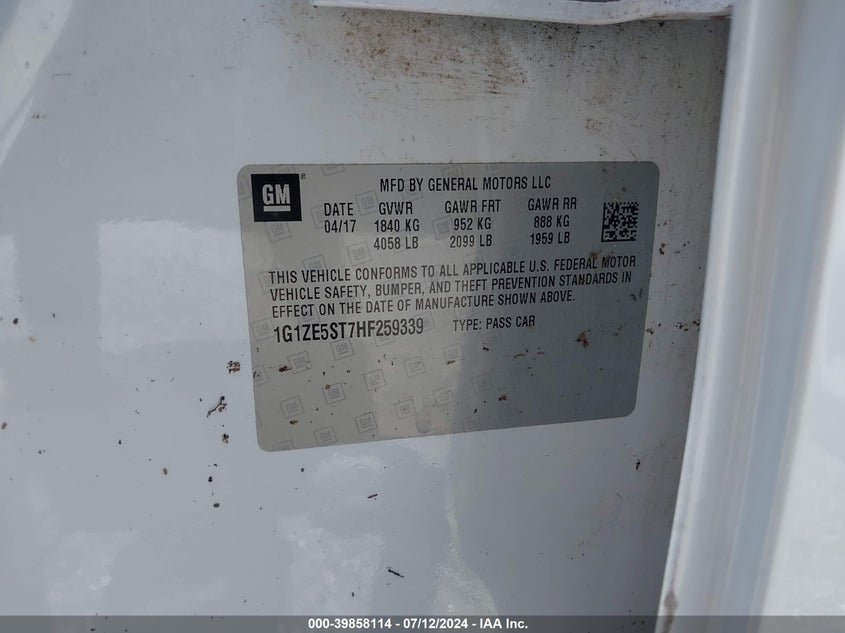 GM
MFD BY GENERAL MOTORS LLC
DATE GVWR GAWR FRT GAWR RR
04/17 1840 KG 952 KG 888 KG
4058 LB 2099 LB 1959 LB
THIS VEHICLE CONFORMS TO ALL APPLICABLE U.S. FEDERAL MOTOR
VEHICLE SAFETY, BUMPER, AND THEFT PREVENTION STANDARDS IN
EFFECT ON THE DATE OF MANUFACTURE SHOWN ABOVE.
1G1ZE5ST7HF259339 TYPE: PASS CAR
000-39858114 - 07/12/2024 - IAA Inc.